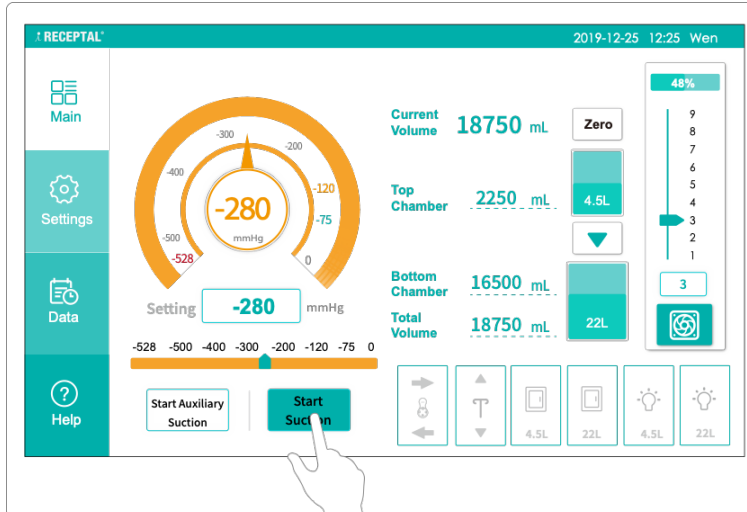 RECEPTAL®
2019-12-25 12:25 Wen
Main
Settings
Data
Help
-300
-200
-400
-120
-75
-500
-528
0
-280
mmHg
Setting
-280
mmHg
-528 -500 -400 -300 -200 -120 -75 0
Start Auxiliary
Suction
Start
Suction
Current
Volume
18750 mL
Zero
Top
Chamber
2250 mL
4.5L
Bottom
Chamber
16500 mL
Total
Volume
18750 mL
22L
48%
9
8
7
6
5
4
3
2
1
3
4.5L
22L
4.5L
22L